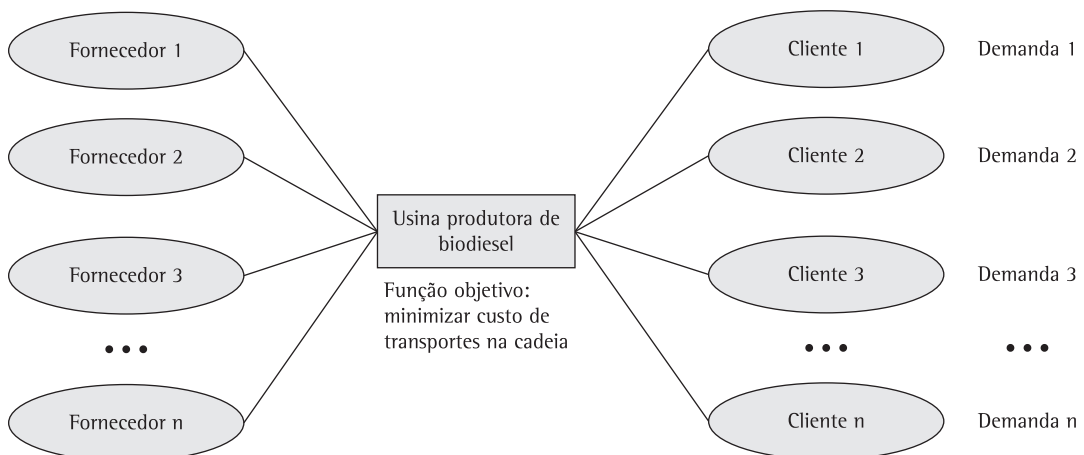 Fornecedor 1
Cliente 1
Demanda 1
Fornecedor 2
Cliente 2
Demanda 2
Usina produtora de
biodiesel
Fornecedor 3
Cliente 3
Demanda 3
Função objetivo:
minimizar custo de
transportes na cadeia
•••
•••
•••
Fornecedor n
Cliente n
Demanda n